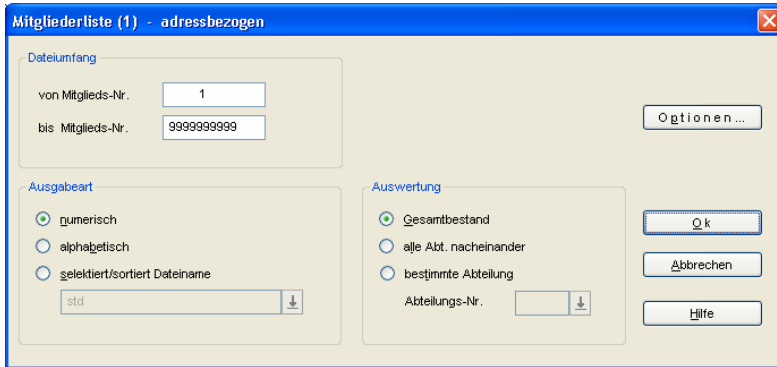 Mitgliederliste (1) - adressbezogen
Dateiumfang
von Mitglieds-Nr. 1
bis Mitglieds-Nr. 9999999999
Optionen...
Ausgabeart
numerisch
alphabetisch
selektiert/sortiert Dateiname
std
Auswertung
Gesamtbestand
alle Abt. nacheinander
bestimmte Abteilung
Abteilungs-Nr.
Ok
Abbrechen
Hilfe